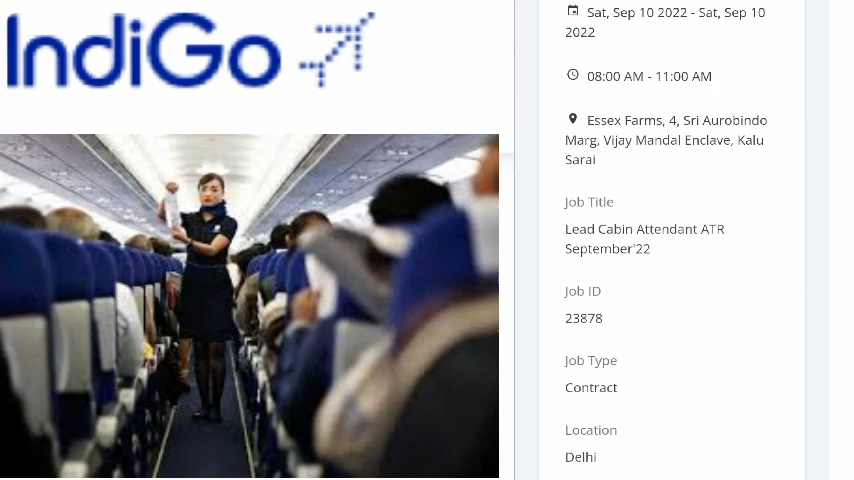 IndiGo
Sat, Sep 10 2022 - Sat, Sep 10
2022
08:00 AM - 11:00 AM
Essex Farms, 4, Sri Aurobindo
Marg, Vijay Mandal Enclave, Kalu
Sarai
Job Title
Lead Cabin Attendant ATR
September'22
Job ID
23878
Job Type
Contract
Location
Delhi